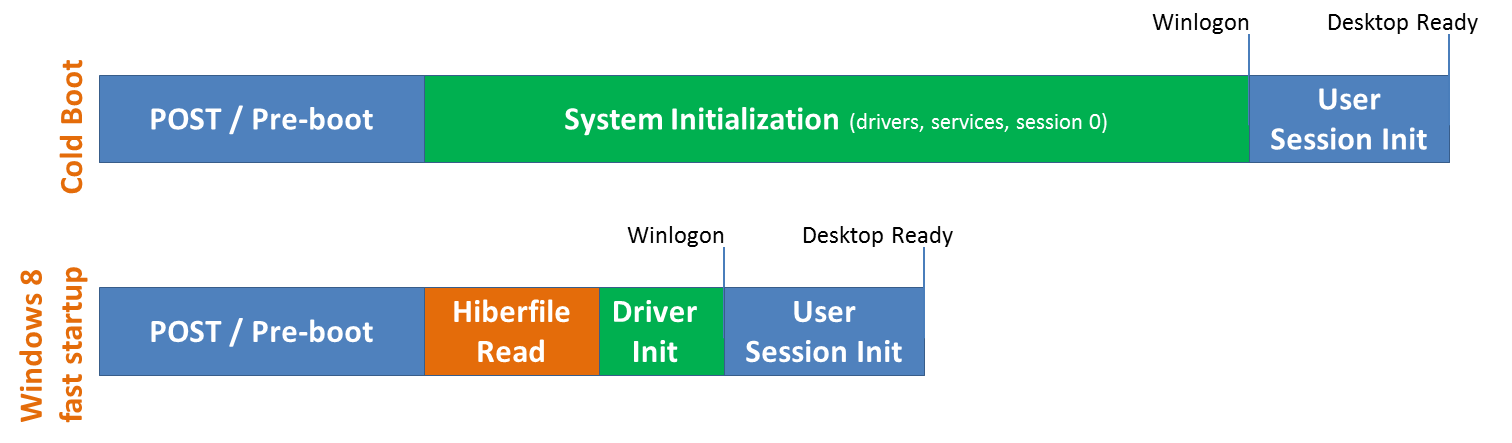 Winlogon
Desktop Ready
Cold Boot
POST / Pre-boot
System Initialization (drivers, services, session 0)
User
Session Init
Winlogon
Desktop Ready
Windows 8
fast startup
POST / Pre-boot
Hiberfile
Read
Driver
Init
User
Session Init